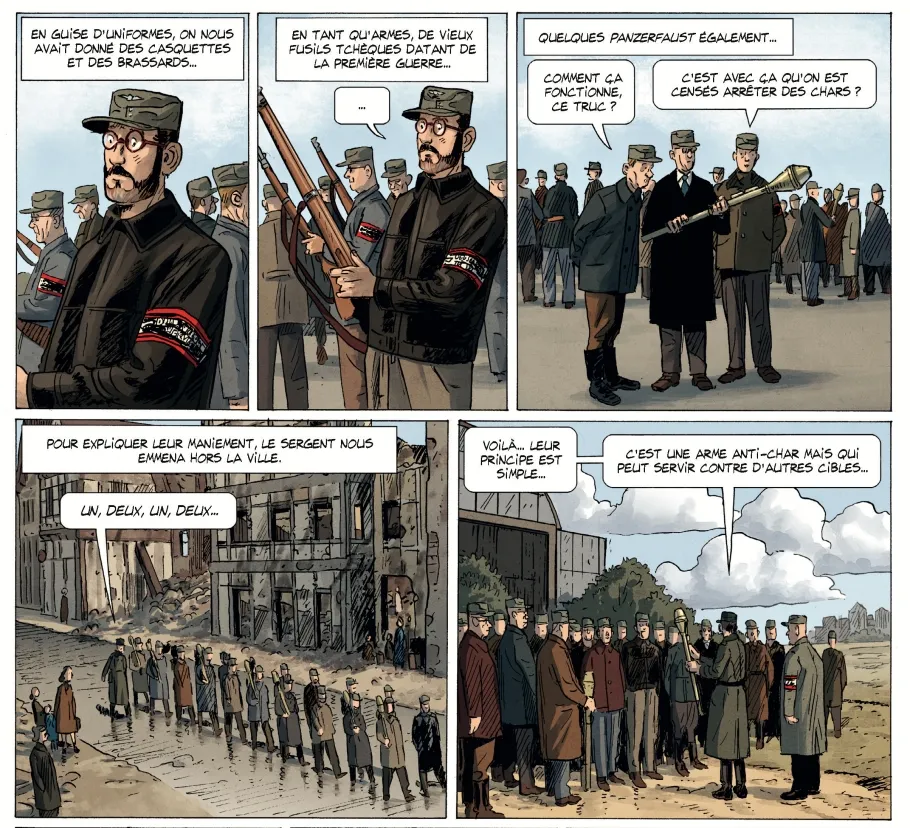 EN GUISE D'UNIFORMES, ON NOUS
AVAIT DONNÉ DES CASQUETTES
ET DES BRASSARDS...
EN TANT QU'ARMES, DE VIEUX
FUSILS TCHÈQUES DATANT DE
LA PREMIÈRE GUERRE...
...
QUELQUES PANZERFAUST ÉGALEMENT...
COMMENT ÇA
FONCTIONNE,
CE TRUC ?
C'EST AVEC ÇA QU'ON EST
CENSÉS ARRÊTER DES CHARS ?
POUR EXPLIQUER LEUR MANIEMENT, LE SERGENT NOUS
EMMENA HORS LA VILLE.
UN, DEUX, UN, DEUX...
VOILÀ... LEUR
PRINCIPE EST
SIMPLE...
C'EST UNE ARME ANTI-CHAR MAIS QUI
PEUT SERVIR CONTRE D'AUTRES CIBLES...